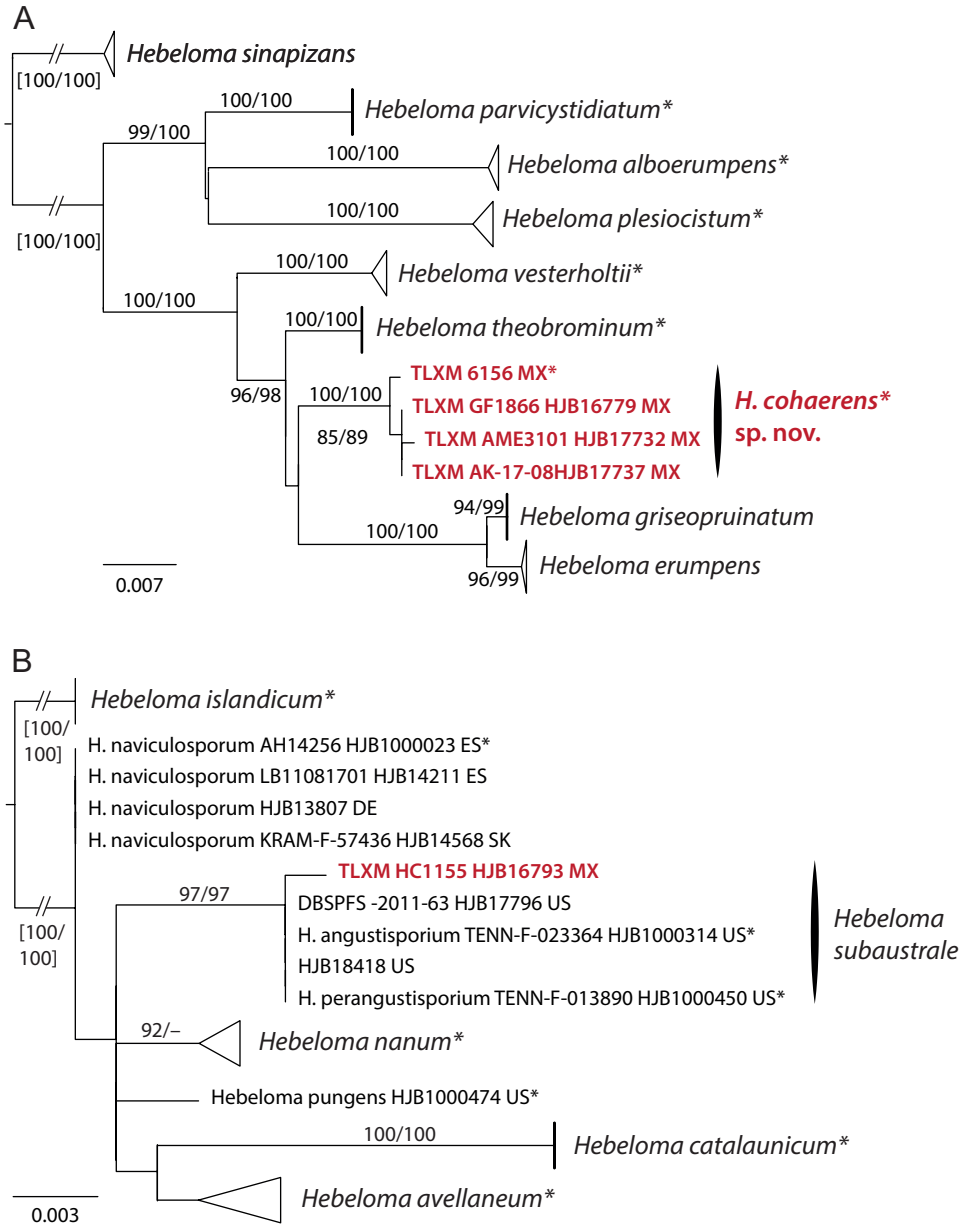 A
Hebeloma sinapizans
[100/100]
100/100
Hebeloma parvicystidiatum*
99/100
100/100
Hebeloma alboerumpens*
100/100
Hebeloma plesiocistum*
[100/100]
100/100
Hebeloma vesterholtii*
100/100
100/100
Hebeloma theobrominum*
96/98
100/100
TLXM 6156 MX*
TLXM GF1866 HJB16779 MX
85/89
TLXM AME3101 HJB17732 MX
TLXM AK-17-08HJB17737 MX
H. cohaerens*
sp. nov.
94/99
Hebeloma griseopruinatum
100/100
96/99
Hebeloma erumpens
0.007
B
Hebeloma islandicum*
[100/
100]
H. naviculosporum AH14256 HJB1000023 ES*
H. naviculosporum LB11081701 HJB14211 ES
H. naviculosporum HJB13807 DE
H. naviculosporum KRAM-F-57436 HJB14568 SK
TLXM HC1155 HJB16793 MX
97/97
DBSPFS -2011-63 HJB17796 US
[100/
100]
H. angustisporium TENN-F-023364 HJB1000314 US*
HJB18418 US
H. perangustisporium TENN-F-013890 HJB1000450 US*
Hebeloma
subaustrale
92/–
Hebeloma nanum*
Hebeloma pungens HJB1000474 US*
100/100
Hebeloma catalaunicum*
Hebeloma avellaneum*
0.003